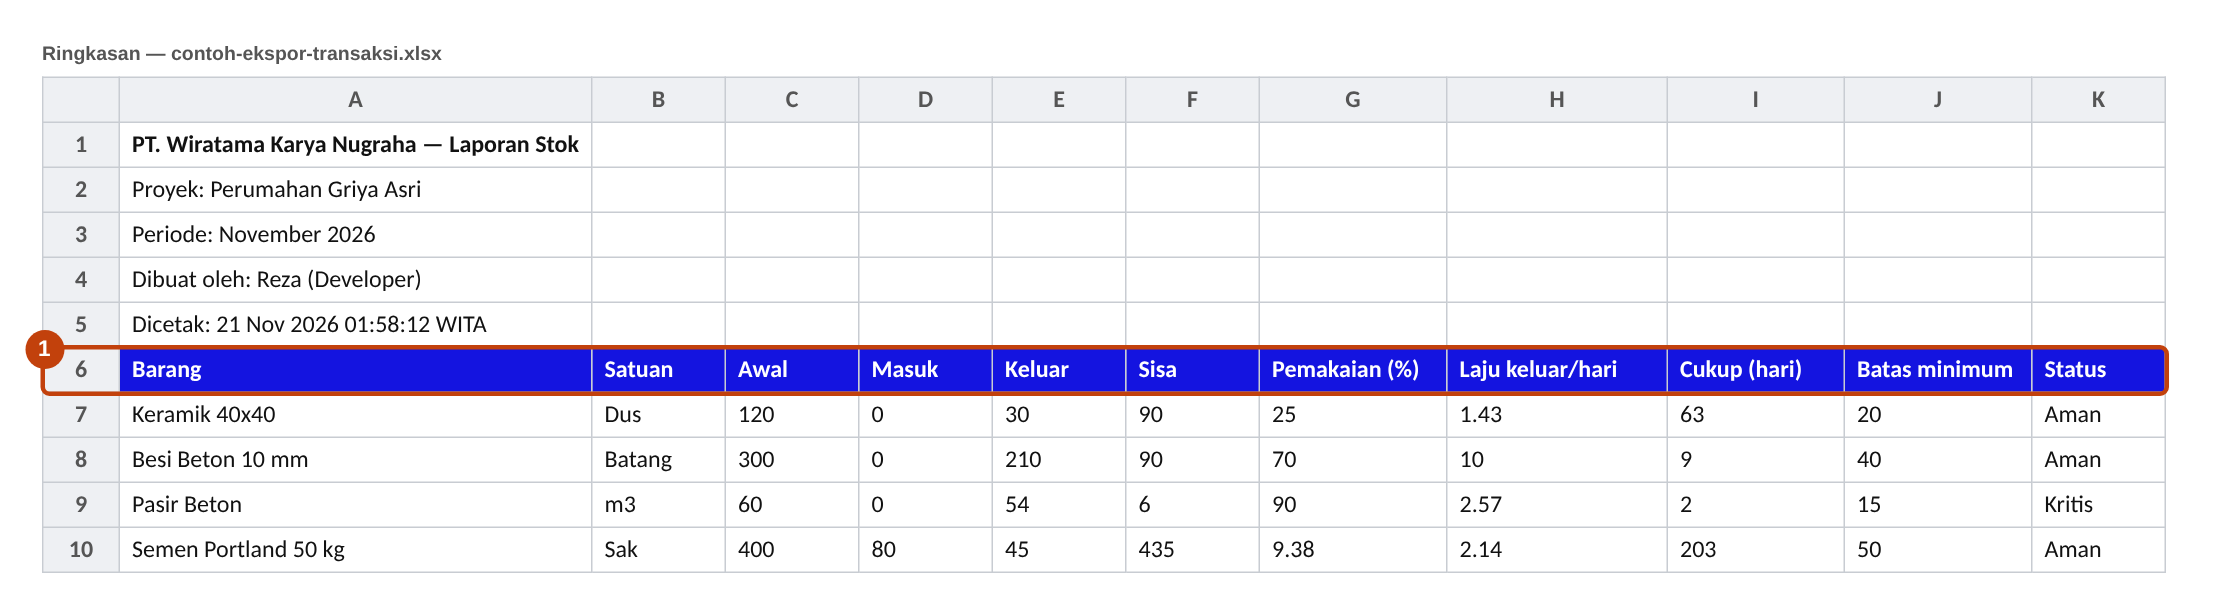 Ringkasan — contoh-ekspor-transaksi.xlsx
A B C D E F G H I J K
1 PT. Wiratama Karya Nugraha — Laporan Stok
2 Proyek: Perumahan Griya Asri
3 Periode: November 2026
4 Dibuat oleh: Reza (Developer)
5 Dicetak: 21 Nov 2026 01:58:12 WITA
1
6 Barang Satuan Awal Masuk Keluar Sisa Pemakaian (%) Laju keluar/hari Cukup (hari) Batas minimum Status
7 Keramik 40x40 Dus 120 0 30 90 25 1.43 63 20 Aman
8 Besi Beton 10 mm Batang 300 0 210 90 70 10 9 40 Aman
9 Pasir Beton m3 60 0 54 6 90 2.57 2 15 Kritis
10 Semen Portland 50 kg Sak 400 80 45 435 9.38 2.14 203 50 Aman